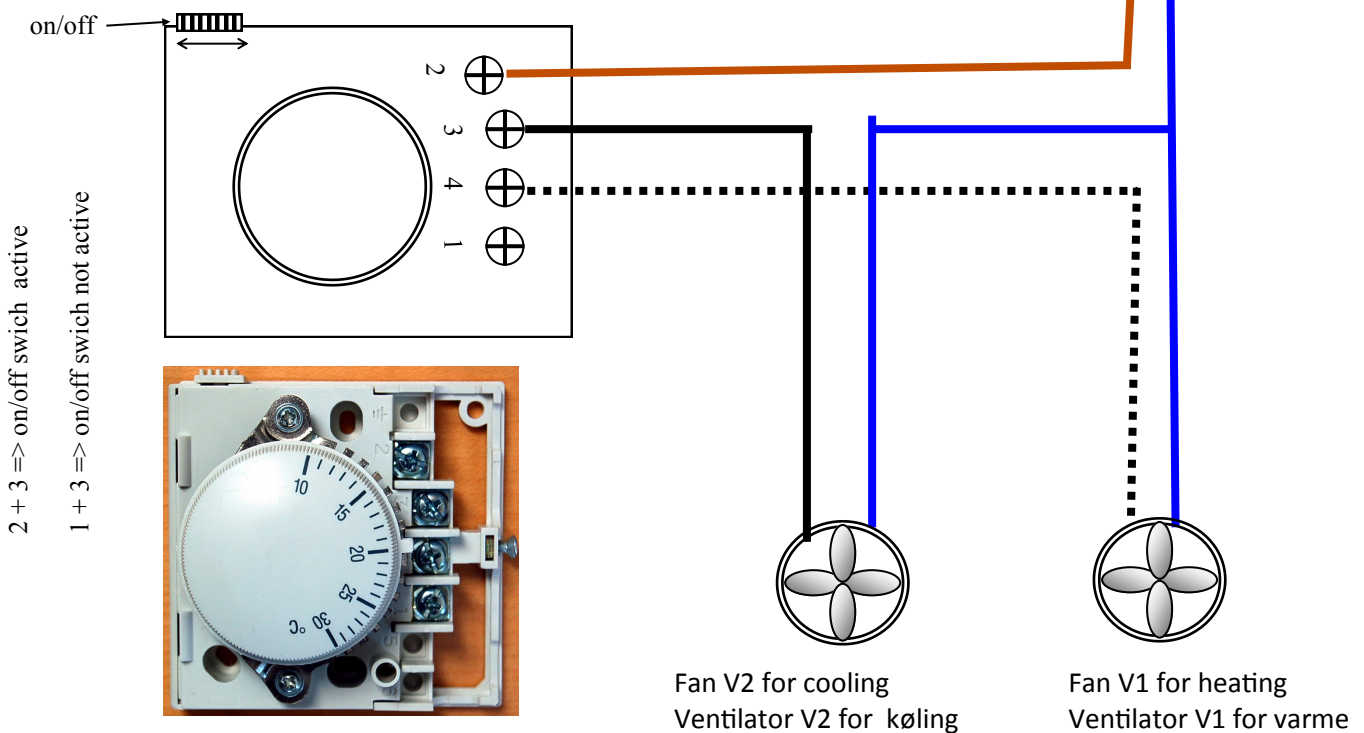 on/off
2
3
4
1
2 + 3 => on/off swich active
1 + 3 => on/off swich not active
2
10
15
20
25
30 °C
Fan V2 for cooling
Ventilator V2 for køling
Fan V1 for heating
Ventilator V1 for varme